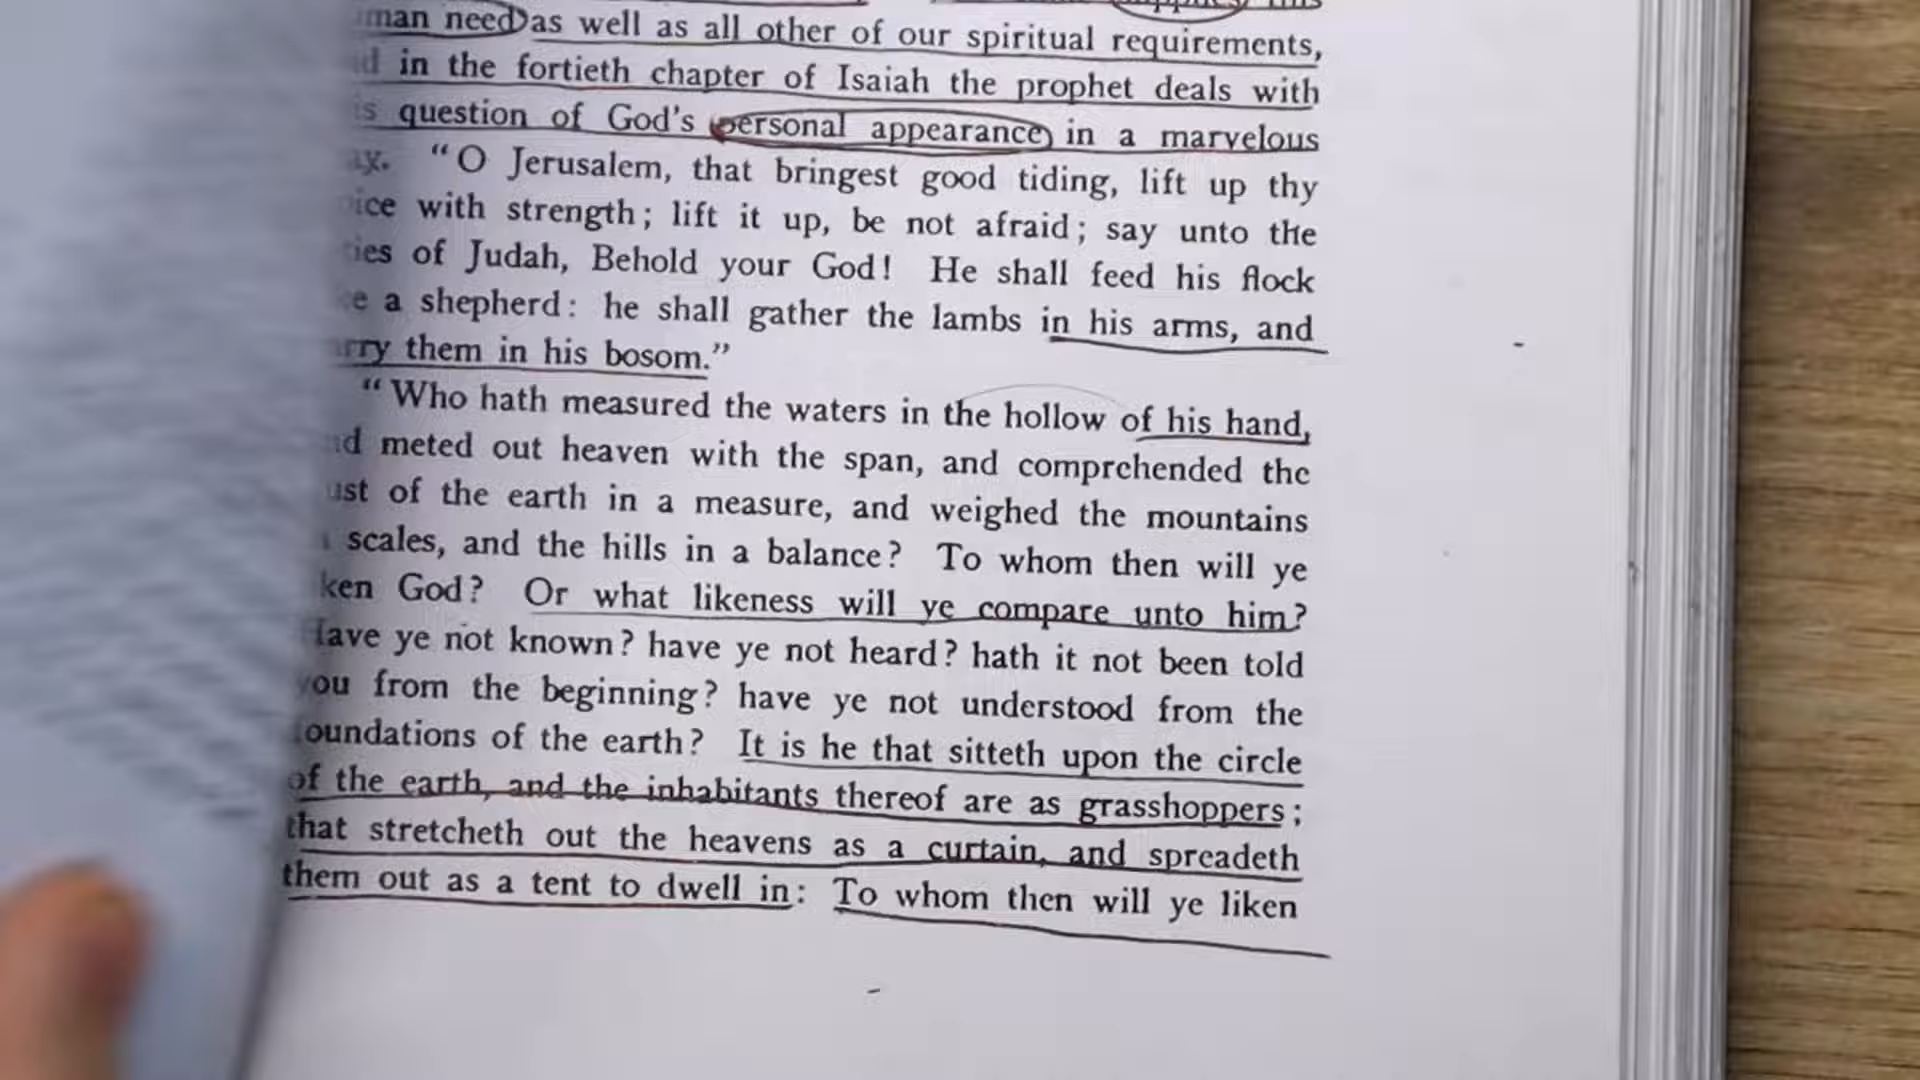 need as well as all other of our spiritual requirements,
in the fortieth chapter of Isaiah the prophet deals with
question of God's personal appearance in a marvelous
"O Jerusalem, that bringest good tiding, lift up thy
with strength; lift it up, be not afraid; say unto the
of Judah, Behold your God! He shall feed his flock
a shepherd: he shall gather the lambs in his arms, and
them in his bosom."
"Who hath measured the waters in the hollow of his hand,
meted out heaven with the span, and comprehended the
of the earth in a measure, and weighed the mountains
scales, and the hills in a balance? To whom then will ye
God? Or what likeness will ye compare unto him?
Have ye not known? have ye not heard? hath it not been told
you from the beginning? have ye not understood from the
foundations of the earth? It is he that sitteth upon the circle
of the earth, and the inhabitants thereof are as grasshoppers;
that stretcheth out the heavens as a curtain, and spreadeth
them out as a tent to dwell in: To whom then will ye liken